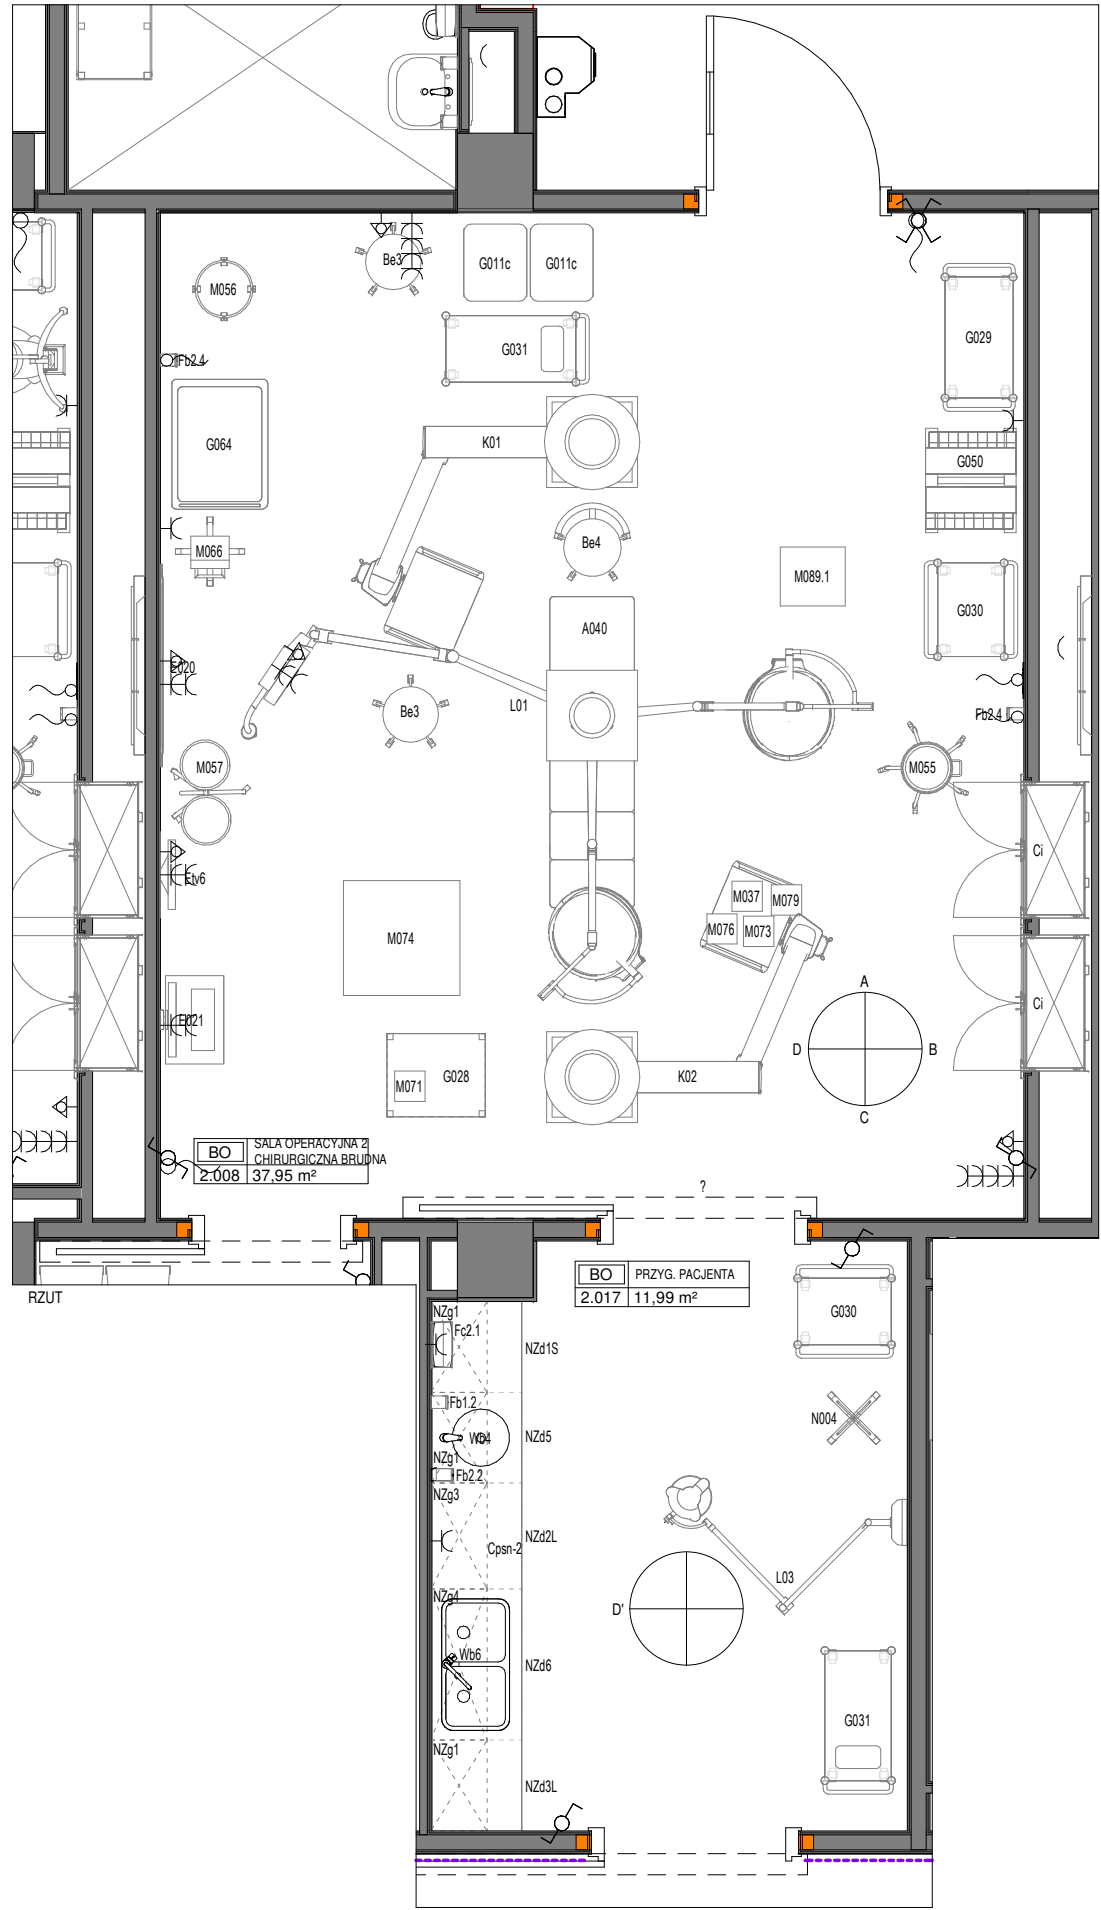 Be3
G011c
G011c
M056
G031
G029
Fb2.4
K01
G064
G050
Be4
M066
M089.1
G030
A040
E020
L01
Be3
Fb2.4
M057
M055
Ci
Etv6
M037
M079
M076
M073
M074
A
Ci
E021
D
B
M071
G028
K02
C
BO
SALA OPERACYJNA 2
CHIRURGICZNA BRUDNA
2.008
37,95 m²
?
BO
PRZYG. PACJENTA
2.017
11,99 m²
RZUT
NZg1
G030
Fc2.1
NZd1S
Fb1.2
N004
Wb4
NZd5
NZg1
Fb2.2
NZg3
NZd2L
Cpsn-2
L03
NZg4
D'
Wb6
NZd6
G031
NZg1
NZd3L